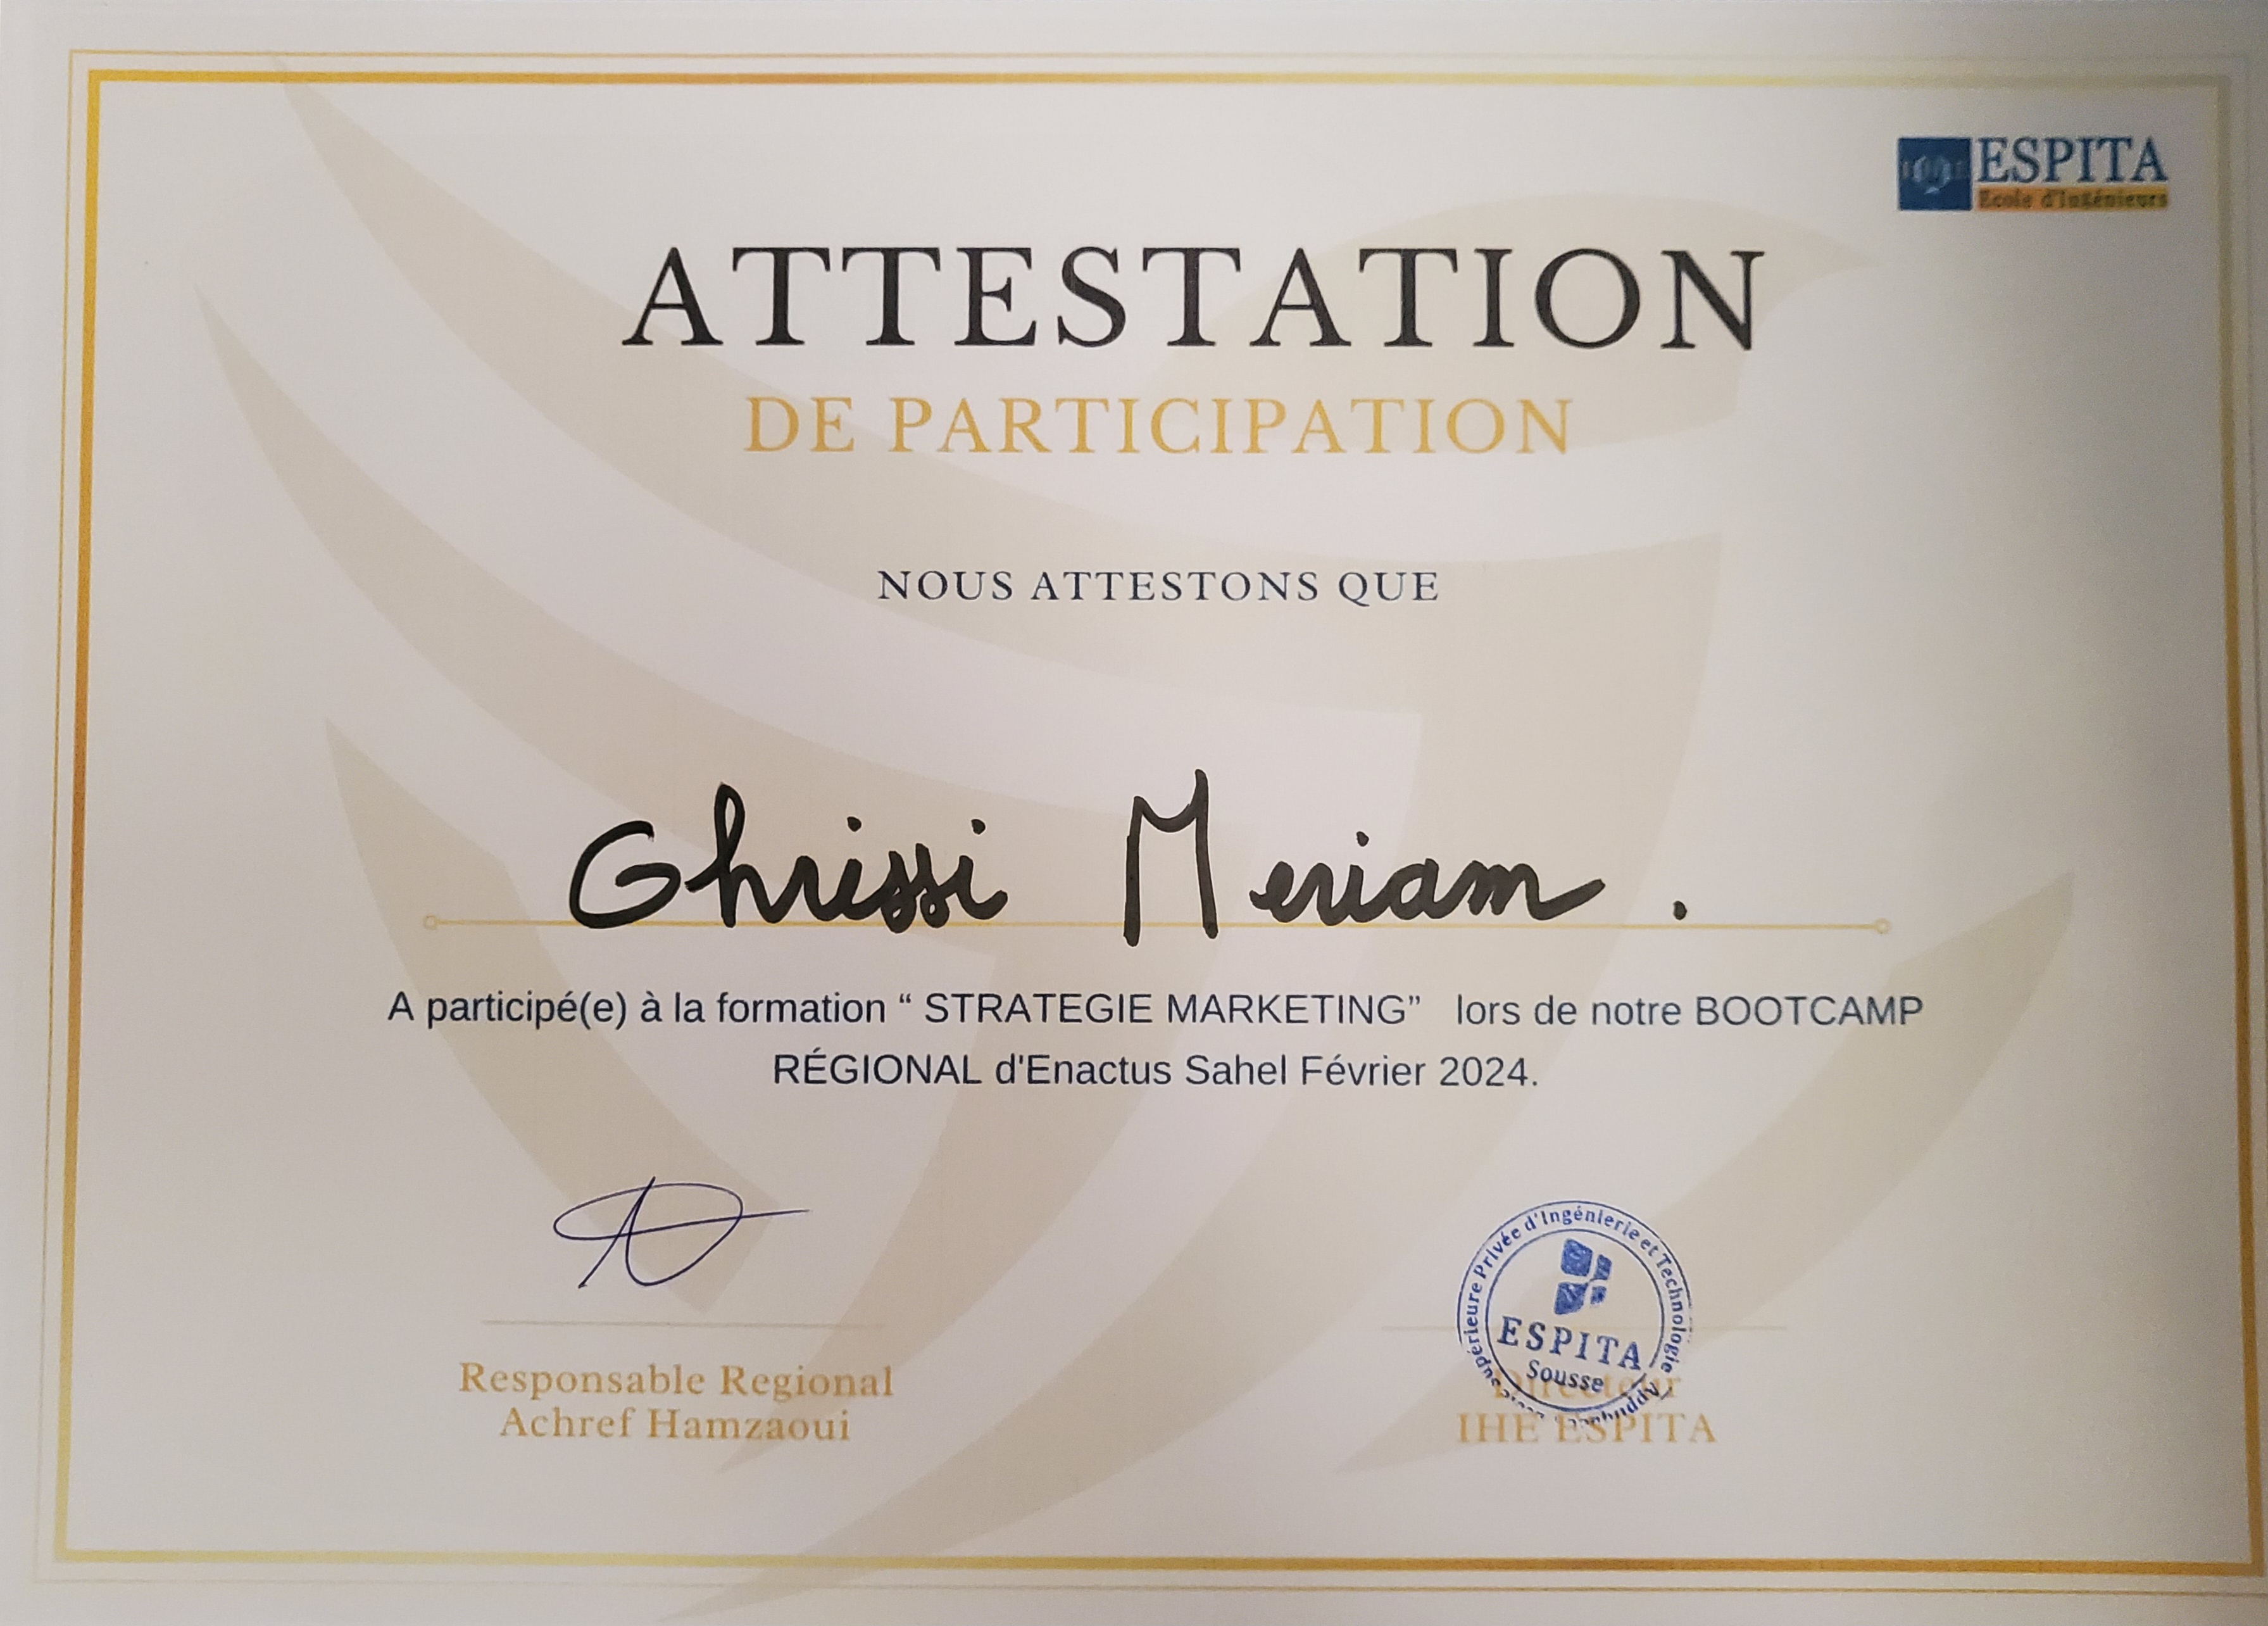 ESPITA
Ecole d'Ingénieurs
ATTESTATION
DE PARTICIPATION
NOUS ATTESTONS QUE
Ghrissi Meriam .
A participé(e) à la formation “ STRATEGIE MARKETING” lors de notre BOOTCAMP
RÉGIONAL d'Enactus Sahel Février 2024.
Responsable Regional
Achref Hamzaoui
Supérieure Privée d'Ingénierie et Technologie
ESPITA
Sousse
Directeur
IHE ESPITA